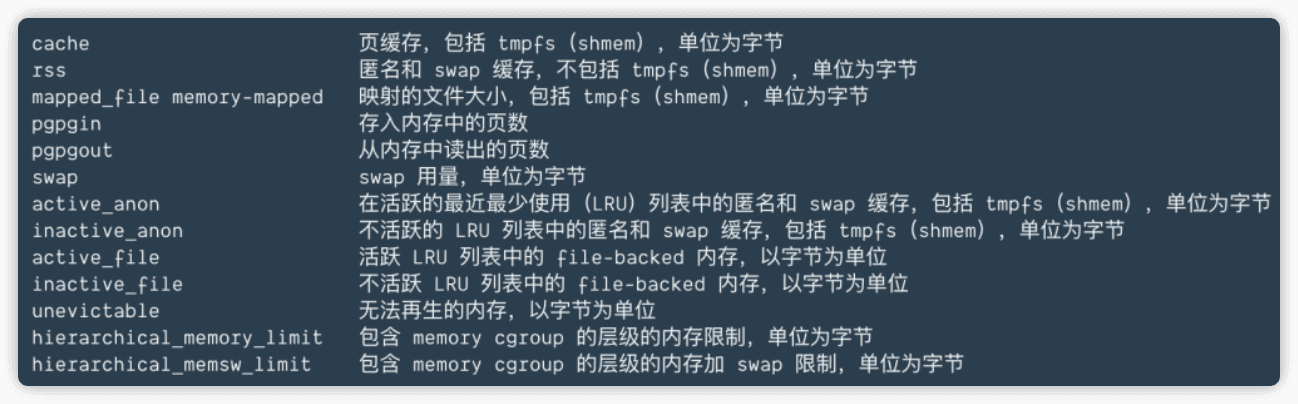 cache 页缓存，包括 tmpfs（shmem），单位为字节
rss 匿名和 swap 缓存，不包括 tmpfs（shmem），单位为字节
mapped_file memory-mapped 映射的文件大小，包括 tmpfs（shmem），单位为字节
pgpgin 存入内存中的页数
pgpgout 从内存中读出的页数
swap swap 用量，单位为字节
active_anon 在活跃的最近最少使用（LRU）列表中的匿名和 swap 缓存，包括 tmpfs（shmem），单位为字节
inactive_anon 不活跃的 LRU 列表中的匿名和 swap 缓存，包括 tmpfs（shmem），单位为字节
active_file 活跃 LRU 列表中的 file-backed 内存，以字节为单位
inactive_file 不活跃 LRU 列表中的 file-backed 内存，以字节为单位
unevictable 无法再生的内存，以字节为单位
hierarchical_memory_limit 包含 memory cgroup 的层级的内存限制，单位为字节
hierarchical_memsw_limit 包含 memory cgroup 的层级的内存加 swap 限制，单位为字节